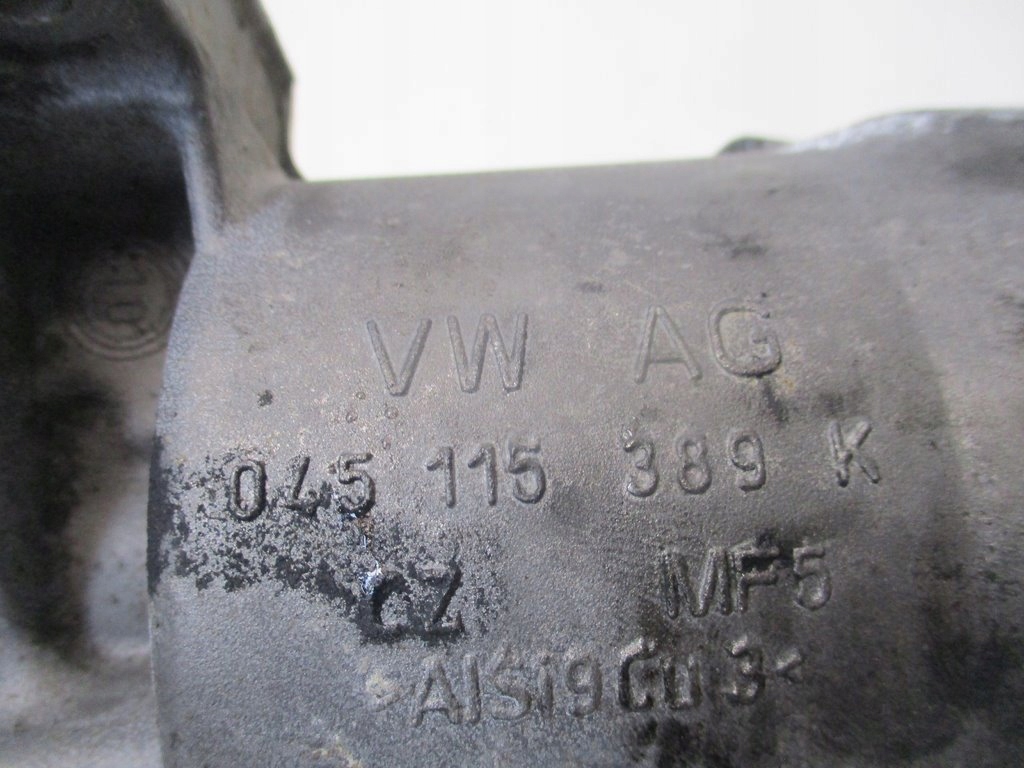 VW AG
045 115 389 K
CZ MF5
>AlSi9Cu3<